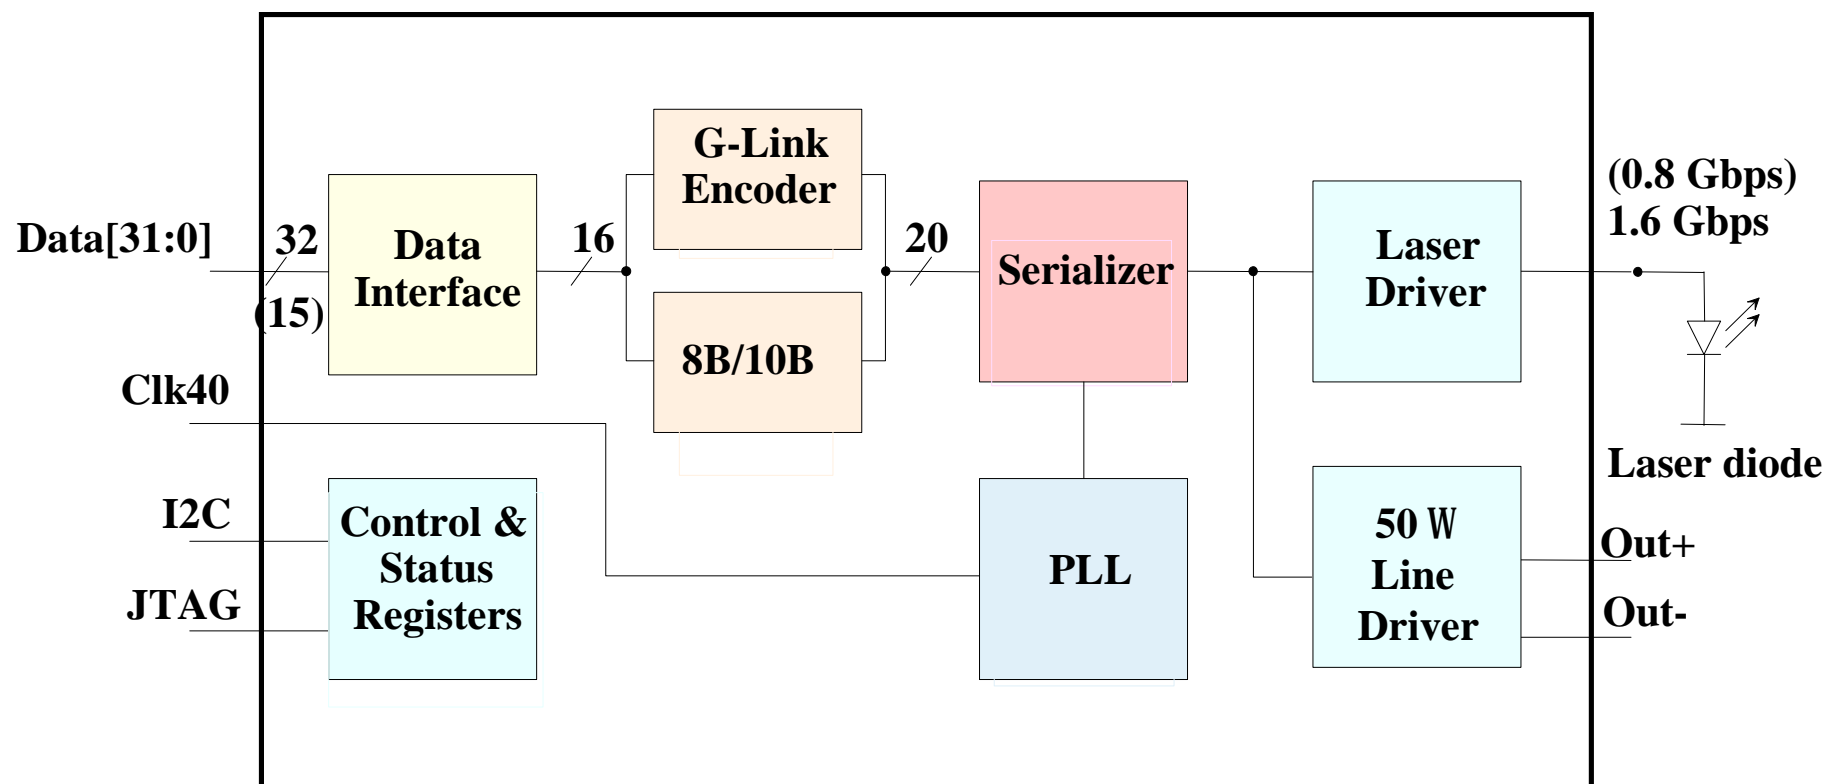 G-Link
Encoder
(0.8 Gbps)
1.6 Gbps
Data[31:0]
32
(15)
Data
Interface
16
20
Serializer
Laser
Driver
8B/10B
Clk40
Laser diode
I2C
JTAG
Control &
Status
Registers
PLL
50 W
Line
Driver
Out+
Out-